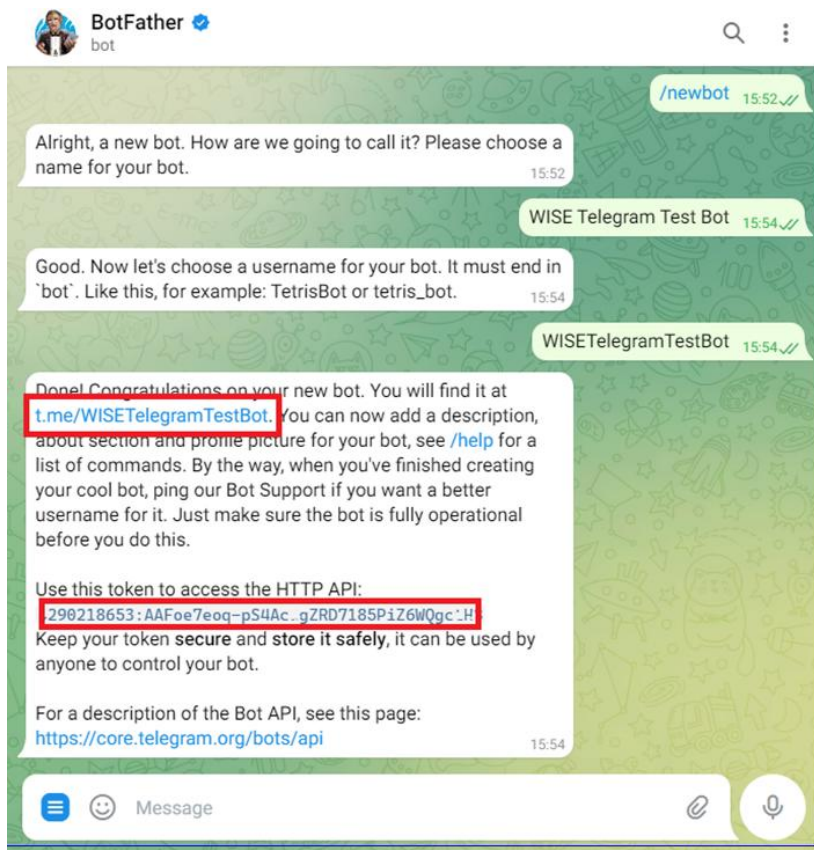 BotFather
bot
/newbot 15:52
Alright, a new bot. How are we going to call it? Please choose a
name for your bot. 15:52
WISE Telegram Test Bot 15:54
Good. Now let's choose a username for your bot. It must end in
`bot`. Like this, for example: TetrisBot or tetris_bot. 15:54
WISETelegramTestBot 15:54
Done! Congratulations on your new bot. You will find it at
t.me/WISETelegramTestBot. You can now add a description,
about section and profile picture for your bot, see /help for a
list of commands. By the way, when you've finished creating
your cool bot, ping our Bot Support if you want a better
username for it. Just make sure the bot is fully operational
before you do this.
Use this token to access the HTTP API:
Keep your token secure and store it safely, it can be used by
anyone to control your bot.
For a description of the Bot API, see this page:
https://core.telegram.org/bots/api 15:54
Message